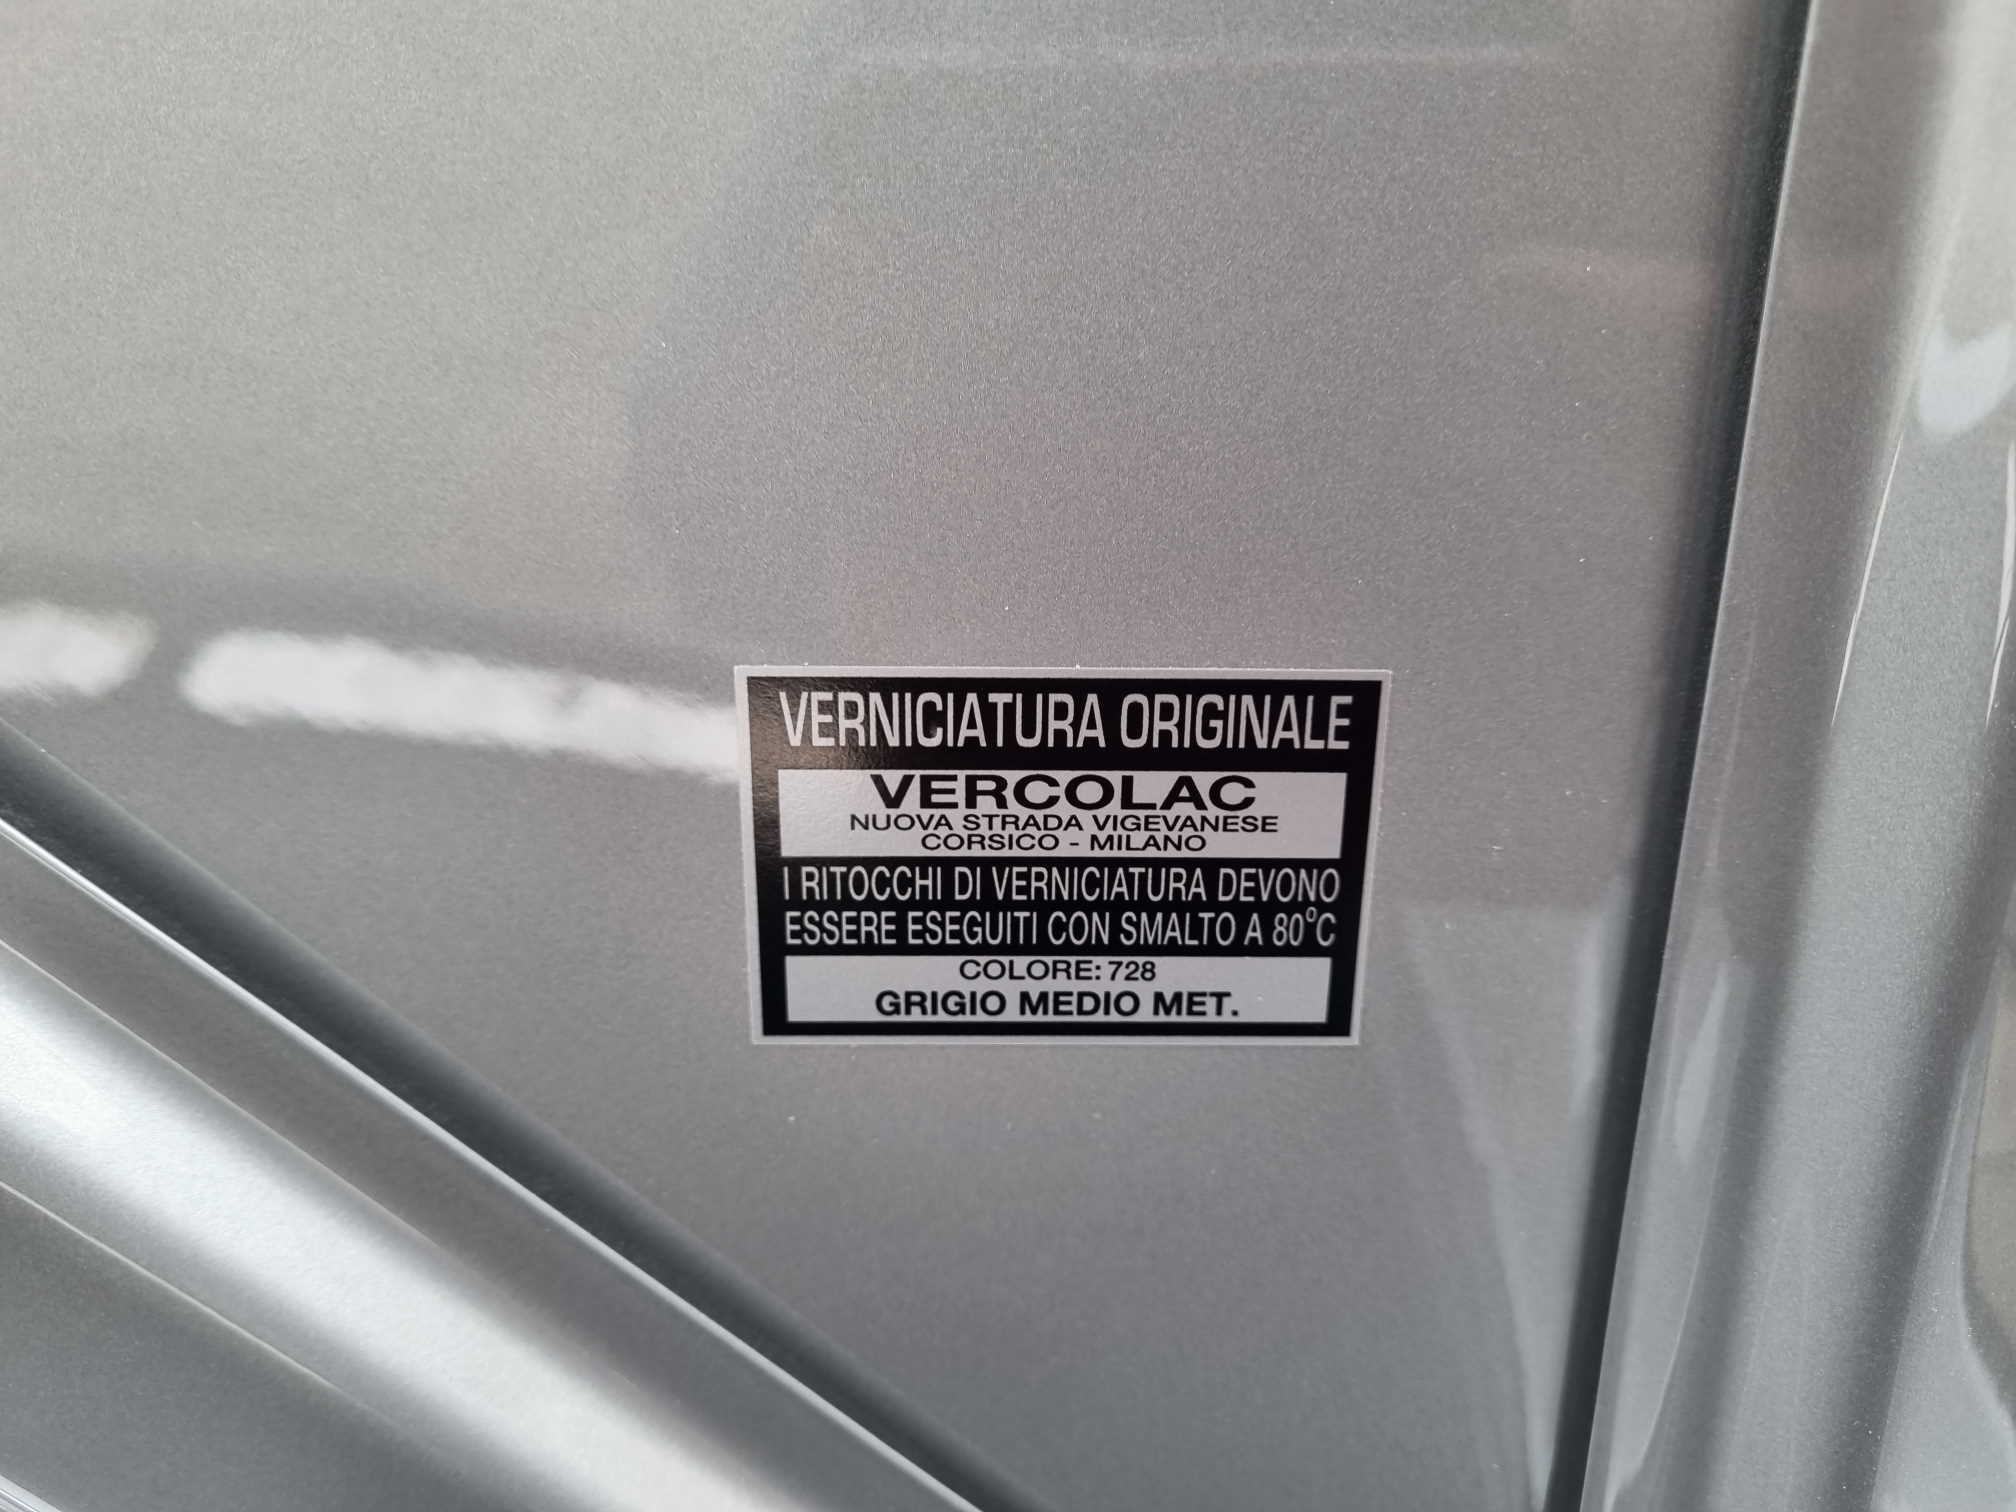 VERNICIATURA ORIGINALE
VERCOLAC
NUOVA STRADA VIGEVANESE
CORSICO - MILANO
I RITOCCHI DI VERNICIATURA DEVONO
ESSERE ESEGUITI CON SMALTO A 80°C
COLORE: 728
GRIGIO MEDIO MET.